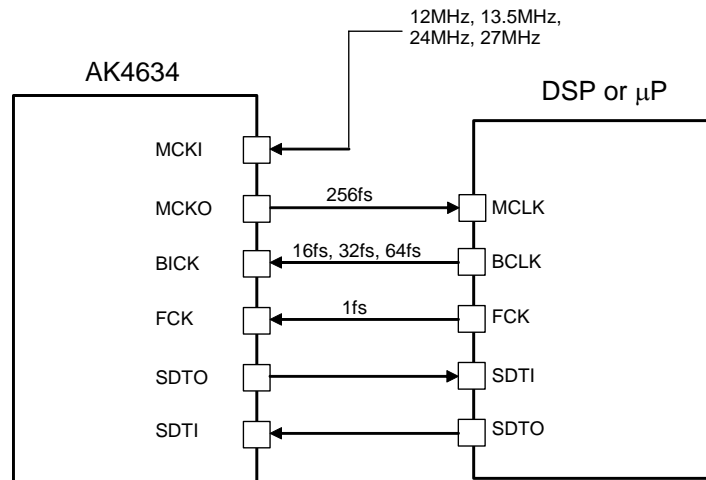 12MHz, 13.5MHz,
24MHz, 27MHz
AK4634
DSP or μP
MCKI
MCKO 256fs MCLK
BICK 16fs, 32fs, 64fs BCLK
FCK 1fs FCK
SDTO SDTI
SDTI SDTO